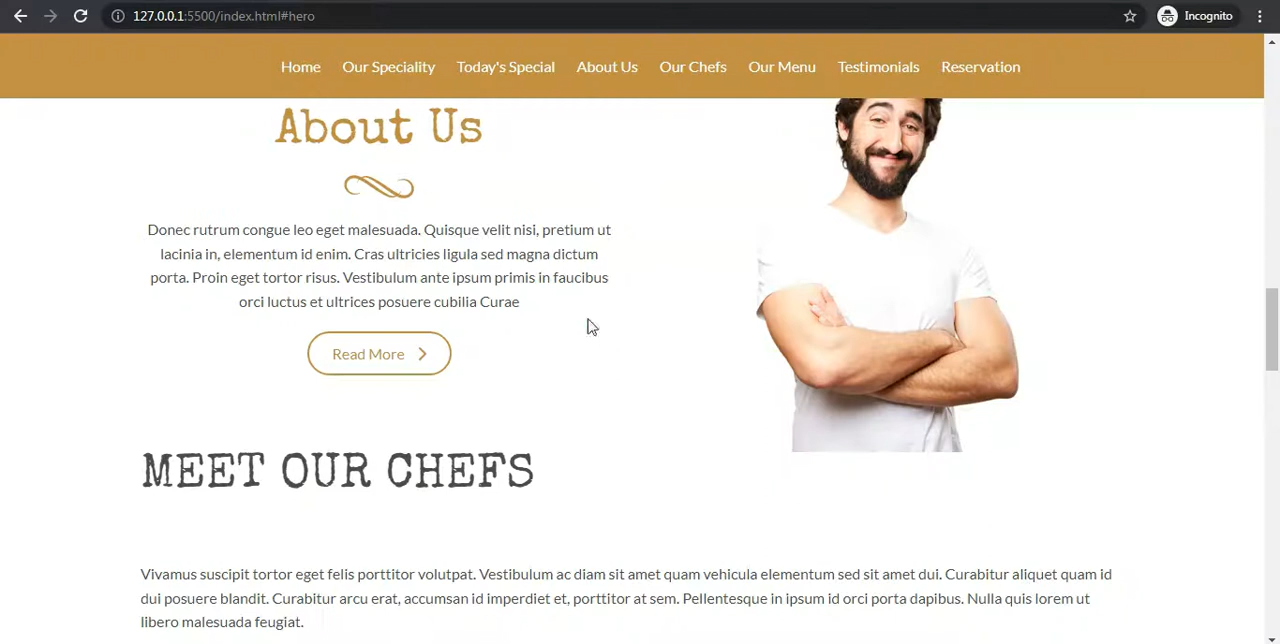 127.0.0.1:5500/index.html#hero
Incognito
Home Our Speciality Today's Special About Us Our Chefs Our Menu Testimonials Reservation
About Us
Donec rutrum congue leo eget malesuada. Quisque velit nisi, pretium ut
lacinia in, elementum id enim. Cras ultricies ligula sed magna dictum
porta. Proin eget tortor risus. Vestibulum ante ipsum primis in faucibus
orci luctus et ultrices posuere cubilia Curae
Read More
MEET OUR CHEFS
Vivamus suscipit tortor eget felis porttitor volutpat. Vestibulum ac diam sit amet quam vehicula elementum sed sit amet dui. Curabitur aliquet quam id
dui posuere blandit. Curabitur arcu erat, accumsan id imperdiet et, porttitor at sem. Pellentesque in ipsum id orci porta dapibus. Nulla quis lorem ut
libero malesuada feugiat.